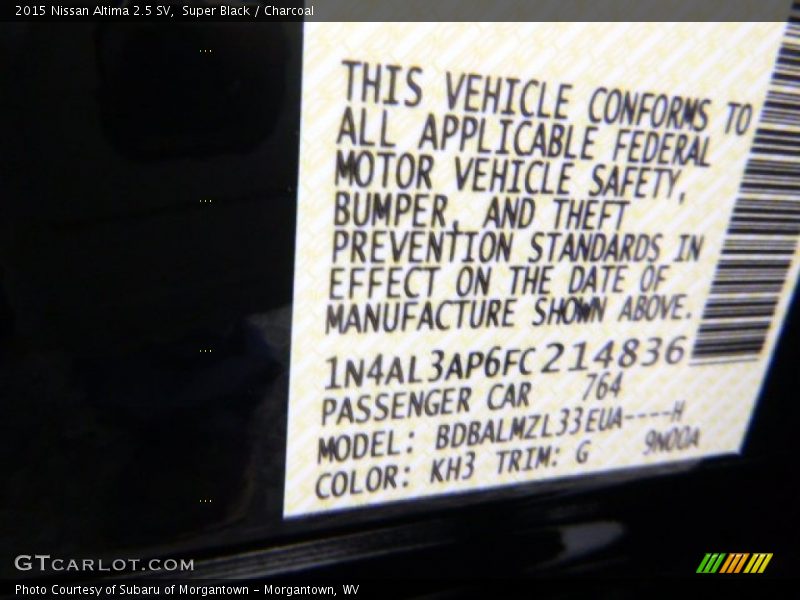 2015 Nissan Altima 2.5 SV, Super Black / Charcoal
THIS VEHICLE CONFORMS TO
ALL APPLICABLE FEDERAL
MOTOR VEHICLE SAFETY,
BUMPER, AND THEFT
PREVENTION STANDARDS IN
EFFECT ON THE DATE OF
MANUFACTURE SHOWN ABOVE.
1N4AL3AP6FC214836
PASSENGER CAR 764
MODEL: BDBALMZL33EUA----H
COLOR: KH3 TRIM: G 9N00A
GTCARLOT.COM
Photo Courtesy of Subaru of Morgantown - Morgantown, WV